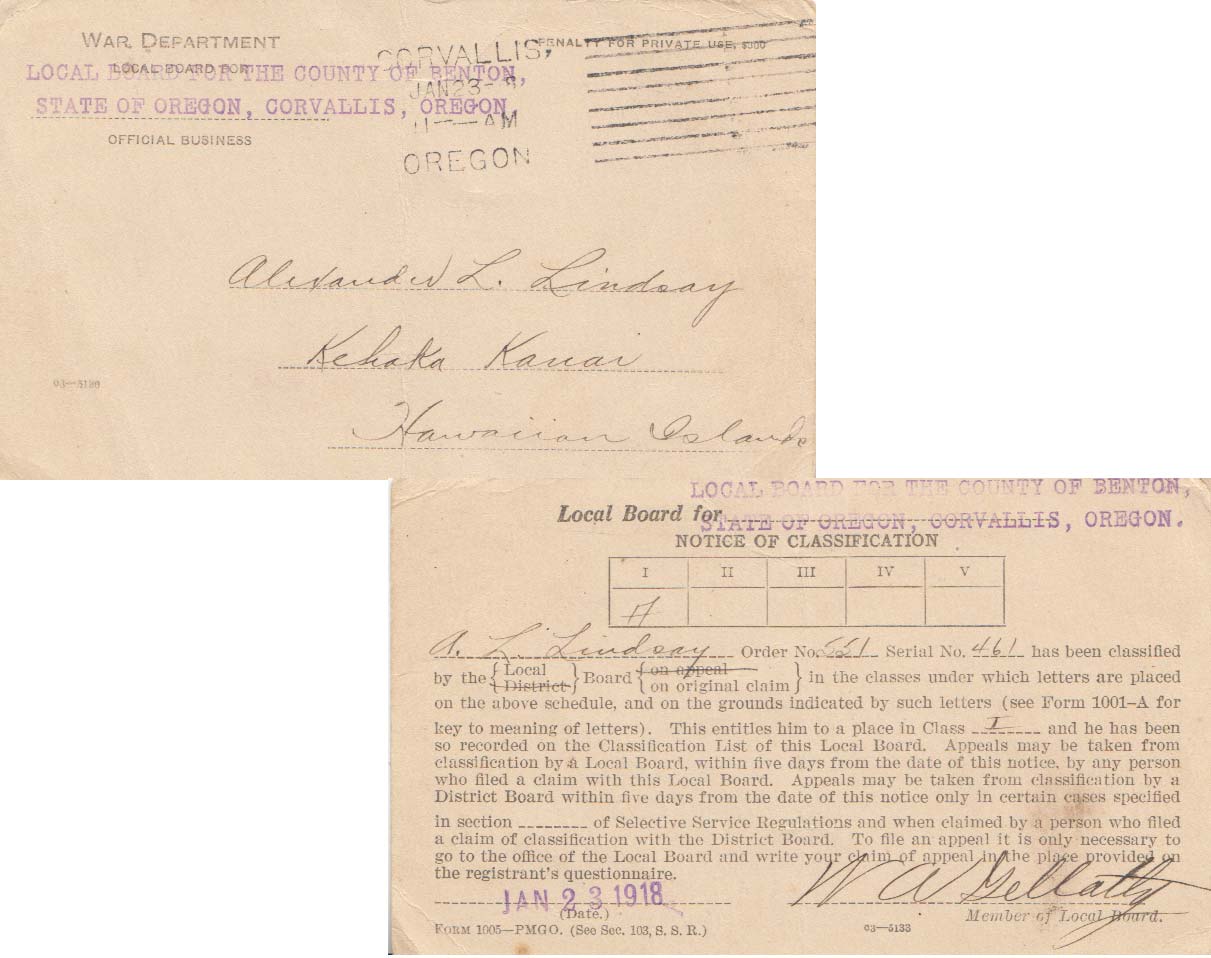 WAR DEPARTMENT
LOCAL BOARD FOR
LOCAL BOARD FOR THE COUNTY OF BENTON,
STATE OF OREGON, CORVALLIS, OREGON.
OFFICIAL BUSINESS
PENALTY FOR PRIVATE USE, $300
CORVALLIS,
JAN 23
11 — AM
OREGON
Alexander L. Lindsay
Kehaka Kauai
Hawaiian Islands
03—5130
LOCAL BOARD FOR THE COUNTY OF BENTON,
Local Board for
STATE OF OREGON, CORVALLIS, OREGON.
NOTICE OF CLASSIFICATION
I II III IV V
A
A. L. Lindsay Order No. 551 Serial No. 461 has been classified
by the { Local District } Board { on appeal on original claim } in the classes under which letters are placed
on the above schedule, and on the grounds indicated by such letters (see Form 1001–A for
key to meaning of letters). This entitles him to a place in Class I and he has been
so recorded on the Classification List of this Local Board. Appeals may be taken from
classification by a Local Board, within five days from the date of this notice, by any person
who filed a claim with this Local Board. Appeals may be taken from classification by a
District Board within five days from the date of this notice only in certain cases specified
in section ________ of Selective Service Regulations and when claimed by a person who filed
a claim of classification with the District Board. To file an appeal it is only necessary to
go to the office of the Local Board and write your claim of appeal in the place provided on
the registrant's questionnaire.
JAN 23 1918
(Date.)
W A Gellatly
Member of Local Board.
FORM 1005—PMGO. (See Sec. 103, S. S. R.)
03—5133